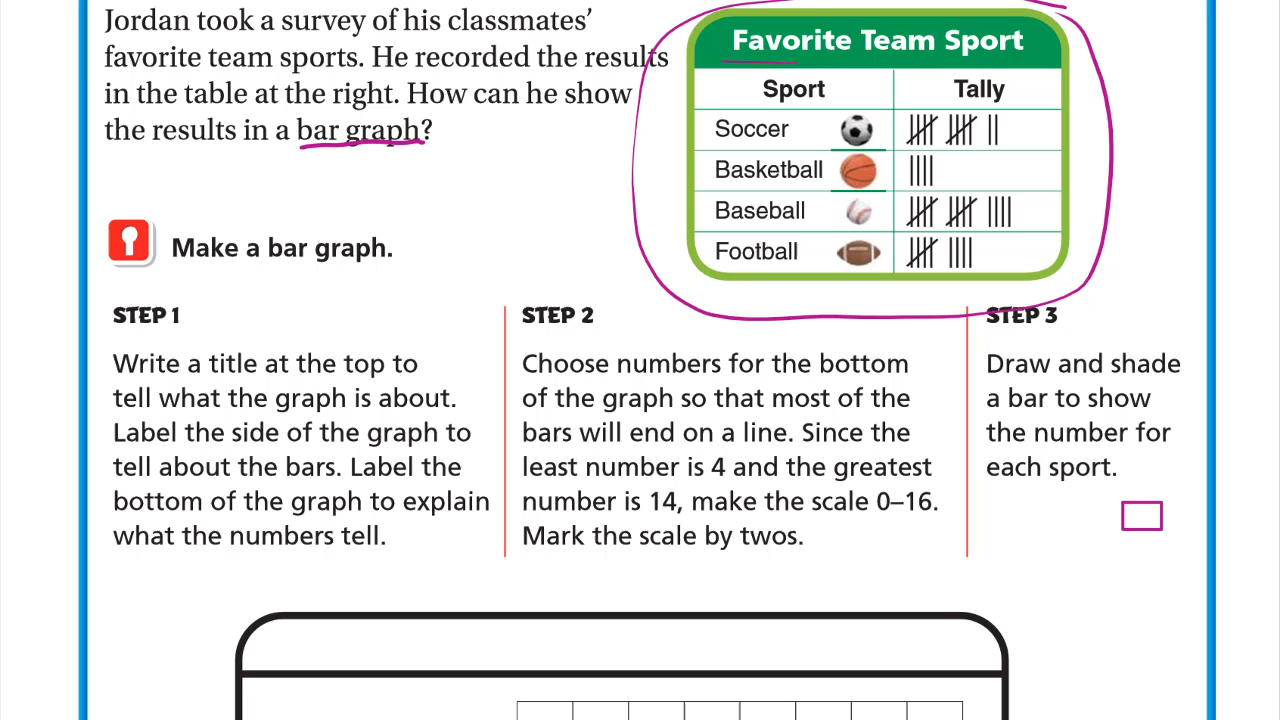 Jordan took a survey of his classmates’
favorite team sports. He recorded the results
in the table at the right. How can he show
the results in a bar graph?
Favorite Team Sport
Sport Tally
Soccer
Basketball
Baseball
Football
Make a bar graph.
STEP 1
Write a title at the top to
tell what the graph is about.
Label the side of the graph to
tell about the bars. Label the
bottom of the graph to explain
what the numbers tell.
STEP 2
Choose numbers for the bottom
of the graph so that most of the
bars will end on a line. Since the
least number is 4 and the greatest
number is 14, make the scale 0–16.
Mark the scale by twos.
STEP 3
Draw and shade
a bar to show
the number for
each sport.